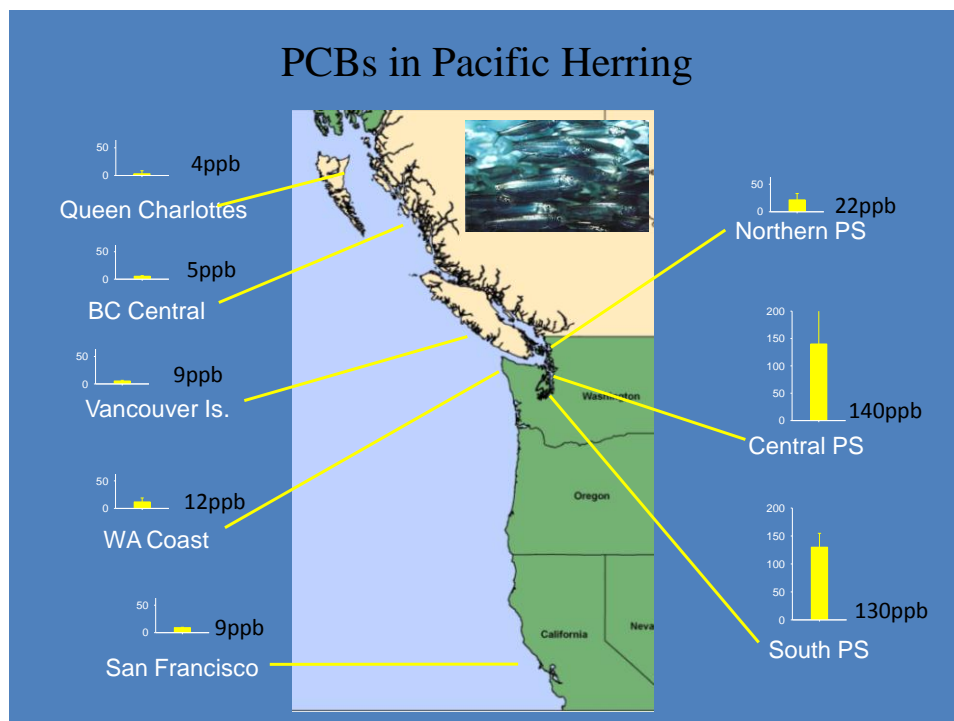 PCBs in Pacific Herring
50
0
4ppb
Queen Charlottes
50
0
5ppb
BC Central
50
0
9ppb
Vancouver Is.
50
0
12ppb
WA Coast
50
0
9ppb
San Francisco
Washington
Oregon
California
Neva
50
0
22ppb
Northern PS
200
150
100
50
0
140ppb
Central PS
200
150
100
50
0
130ppb
South PS